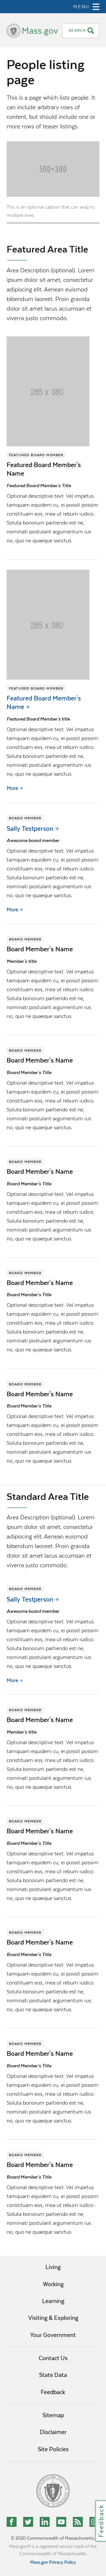 MENU
Mass.gov
SEARCH
People listing
page
This is a page which lists people. It
can include arbitrary rows of
content, but should include one or
more rows of teaser listings.
500×300
This is an optional caption that can wrap to
multiple lines.
Featured Area Title
Area Description (optional). Lorem
ipsum dolor sit amet, consectetur
adipiscing elit. Aenean euismod
bibendum laoreet. Proin gravida
dolor sit amet lacus accumsan et
viverra justo commodo.
285 x 380
FEATURED BOARD MEMBER
Featured Board Member's
Name
Featured Board Member's Title
Optional descriptive text. Vel impetus
tamquam equidem cu, ei possit possim
constituam eos, mea ut rebum iudico.
Soluta bonorum partiendo est ne,
nominati postulant argumentum ius
no, quo ne quaeque sanctus.
285 x 380
FEATURED BOARD MEMBER
Featured Board Member's
Name
Featured Board Member's title
Optional descriptive text. Vel impetus
tamquam equidem cu, ei possit possim
constituam eos, mea ut rebum iudico.
Soluta bonorum partiendo est ne,
nominati postulant argumentum ius
no, quo ne quaeque sanctus.
More
BOARD MEMBER
Sally Testperson
Awesome board member
Optional descriptive text. Vel impetus
tamquam equidem cu, ei possit possim
constituam eos, mea ut rebum iudico.
Soluta bonorum partiendo est ne,
nominati postulant argumentum ius
no, quo ne quaeque sanctus.
More
BOARD MEMBER
Board Member's Name
Member's title
Optional descriptive text. Vel impetus
tamquam equidem cu, ei possit possim
constituam eos, mea ut rebum iudico.
Soluta bonorum partiendo est ne,
nominati postulant argumentum ius
no, quo ne quaeque sanctus.
BOARD MEMBER
Board Member's Name
Board Member's Title
Optional descriptive text. Vel impetus
tamquam equidem cu, ei possit possim
constituam eos, mea ut rebum iudico.
Soluta bonorum partiendo est ne,
nominati postulant argumentum ius
no, quo ne quaeque sanctus.
BOARD MEMBER
Board Member's Name
Board Member's Title
Optional descriptive text. Vel impetus
tamquam equidem cu, ei possit possim
constituam eos, mea ut rebum iudico.
Soluta bonorum partiendo est ne,
nominati postulant argumentum ius
no, quo ne quaeque sanctus.
BOARD MEMBER
Board Member's Name
Board Member's Title
Optional descriptive text. Vel impetus
tamquam equidem cu, ei possit possim
constituam eos, mea ut rebum iudico.
Soluta bonorum partiendo est ne,
nominati postulant argumentum ius
no, quo ne quaeque sanctus.
BOARD MEMBER
Board Member's Name
Board Member's Title
Optional descriptive text. Vel impetus
tamquam equidem cu, ei possit possim
constituam eos, mea ut rebum iudico.
Soluta bonorum partiendo est ne,
nominati postulant argumentum ius
no, quo ne quaeque sanctus.
Standard Area Title
Area Description (optional). Lorem
ipsum dolor sit amet, consectetur
adipiscing elit. Aenean euismod
bibendum laoreet. Proin gravida
dolor sit amet lacus accumsan et
viverra justo commodo.
BOARD MEMBER
Sally Testperson
Awesome board member
Optional descriptive text. Vel impetus
tamquam equidem cu, ei possit possim
constituam eos, mea ut rebum iudico.
Soluta bonorum partiendo est ne,
nominati postulant argumentum ius
no, quo ne quaeque sanctus.
More
BOARD MEMBER
Board Member's Name
Member's title
Optional descriptive text. Vel impetus
tamquam equidem cu, ei possit possim
constituam eos, mea ut rebum iudico.
Soluta bonorum partiendo est ne,
nominati postulant argumentum ius
no, quo ne quaeque sanctus.
BOARD MEMBER
Board Member's Name
Board Member's Title
Optional descriptive text. Vel impetus
tamquam equidem cu, ei possit possim
constituam eos, mea ut rebum iudico.
Soluta bonorum partiendo est ne,
nominati postulant argumentum ius
no, quo ne quaeque sanctus.
BOARD MEMBER
Board Member's Name
Board Member's Title
Optional descriptive text. Vel impetus
tamquam equidem cu, ei possit possim
constituam eos, mea ut rebum iudico.
Soluta bonorum partiendo est ne,
nominati postulant argumentum ius
no, quo ne quaeque sanctus.
BOARD MEMBER
Board Member's Name
Board Member's Title
Optional descriptive text. Vel impetus
tamquam equidem cu, ei possit possim
constituam eos, mea ut rebum iudico.
Soluta bonorum partiendo est ne,
nominati postulant argumentum ius
no, quo ne quaeque sanctus.
BOARD MEMBER
Board Member's Name
Board Member's Title
Optional descriptive text. Vel impetus
tamquam equidem cu, ei possit possim
constituam eos, mea ut rebum iudico.
Soluta bonorum partiendo est ne,
nominati postulant argumentum ius
no, quo ne quaeque sanctus.
Living
Working
Learning
Visiting & Exploring
Your Government
Contact Us
State Data
Feedback
Sitemap
Disclaimer
Site Policies
Feedback
© 2020 Commonwealth of Massachusetts.
Mass.gov® is a registered service mark of the
Commonwealth of Massachusetts.
Mass.gov Privacy Policy